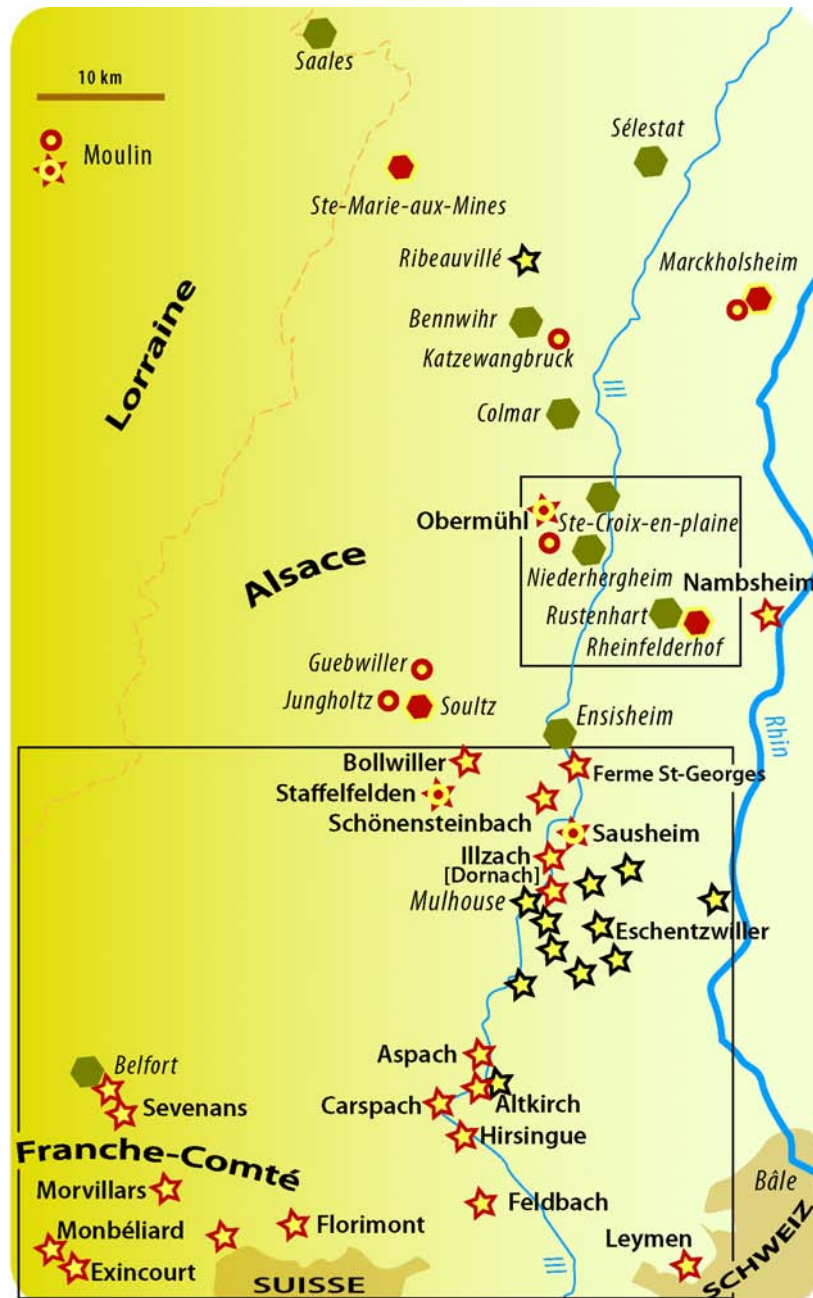 Saales
10 km
Moulin
Sélestat
Ste-Marie-aux-Mines
Ribeauvillé
Marckholsheim
Lorraine
Bennwihr
Katzewangbruck
Ill
Colmar
Obermühl
Ste-Croix-en-plaine
Alsace
Niederhergheim
Nambsheim
Rustenhart
Rheinfelderhof
Guebwiller
Jungholtz
Soultz
Ensisheim
Rhin
Bollwiller
Ferme St-Georges
Staffelfelden
Schönensteinbach
Sausheim
Illzach
[Dornach]
Mulhouse
Eschentzwiller
Aspach
Belfort
Sevenans
Carspach
Altkirch
Hirsingue
Franche-Comté
Morvillars
Feldbach
Bâle
Monbéliard
Florimont
Leymen
Exincourt
SUISSE
Ill
SCHWEIZ